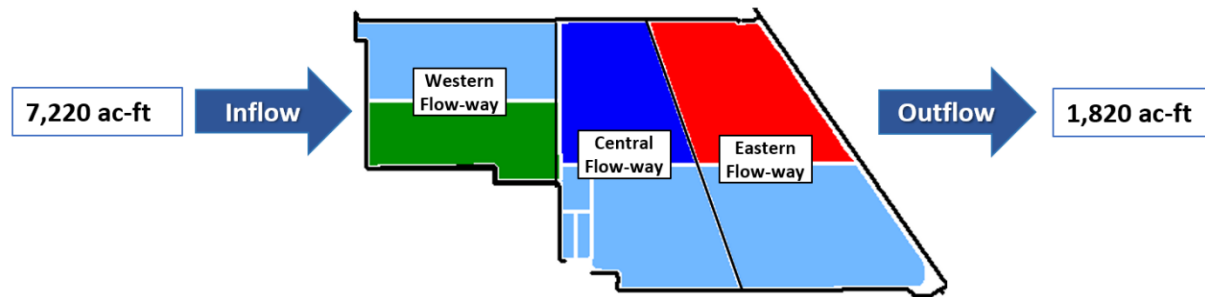 7,220 ac-ft
Inflow
Western
Flow-way
Central
Flow-way
Eastern
Flow-way
Outflow
1,820 ac-ft